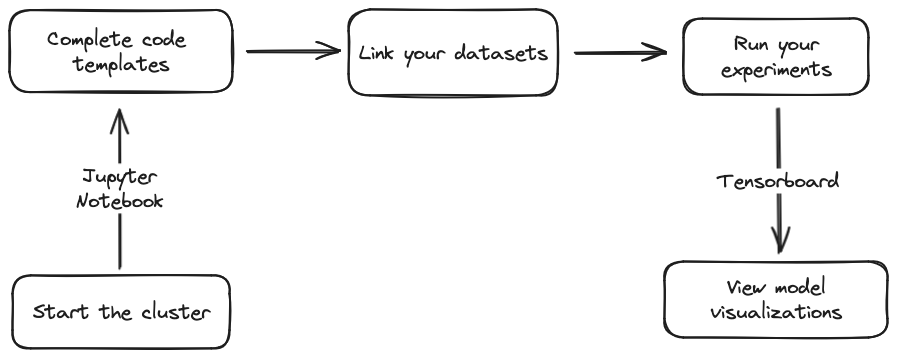 Complete code
templates
Link your datasets
Run your
experiments
Jupyter
Notebook
Tensorboard
Start the cluster
View model
visualizations